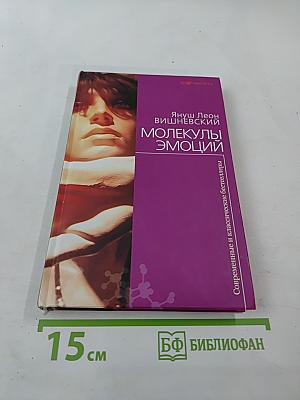 Януш Леон
ВИШНЕВСКИЙ
МОЛЕКУЛЫ
ЭМОЦИЙ
Современные и классические бестселлеры
15 см
БФ БИБЛИОФАН